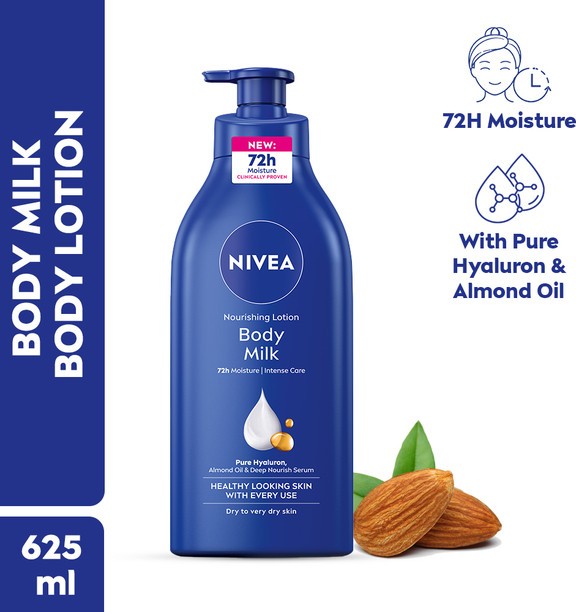 BODY MILK
BODY LOTION
625
ml
NEW:
72h
Moisture
CLINICALLY PROVEN
NIVEA
Nourishing Lotion
Body
Milk
72h Moisture | Intense Care
Pure Hyaluron,
Almond Oil & Deep Nourish Serum
HEALTHY LOOKING SKIN
WITH EVERY USE
Dry to very dry skin
72H Moisture
With Pure
Hyaluron &
Almond Oil